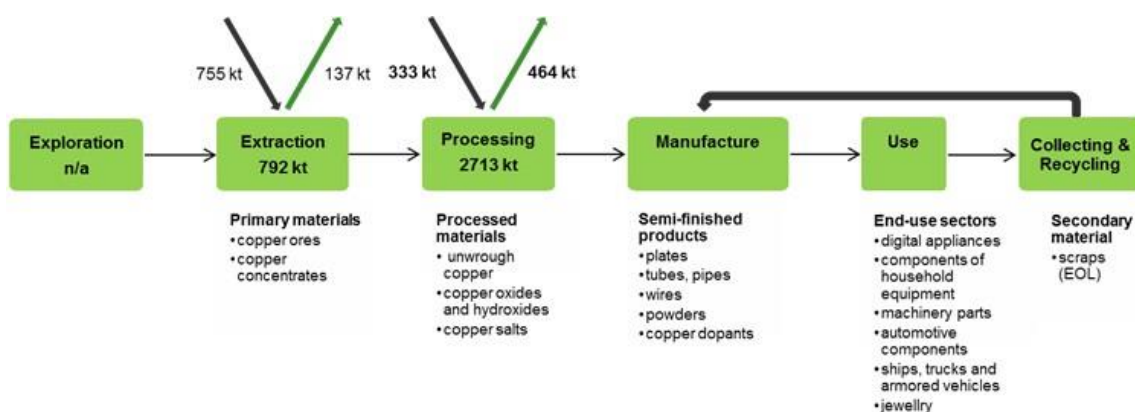 755 kt
137 kt
333 kt
464 kt
Exploration
n/a
Extraction
792 kt
Processing
2713 kt
Manufacture
Use
Collecting &
Recycling
Primary materials
•copper ores
•copper
concentrates
Processed
materials
• unwrough
copper
•copper oxides
and hydroxides
•copper salts
Semi-finished
products
•plates
•tubes, pipes
•wires
•powders
•copper dopants
End-use sectors
•digital appliances
•components of
household
equipment
•machinery parts
•automotive
components
•ships, trucks and
armored vehicles
•jewellry
Secondary
material
•scraps
(EOL)